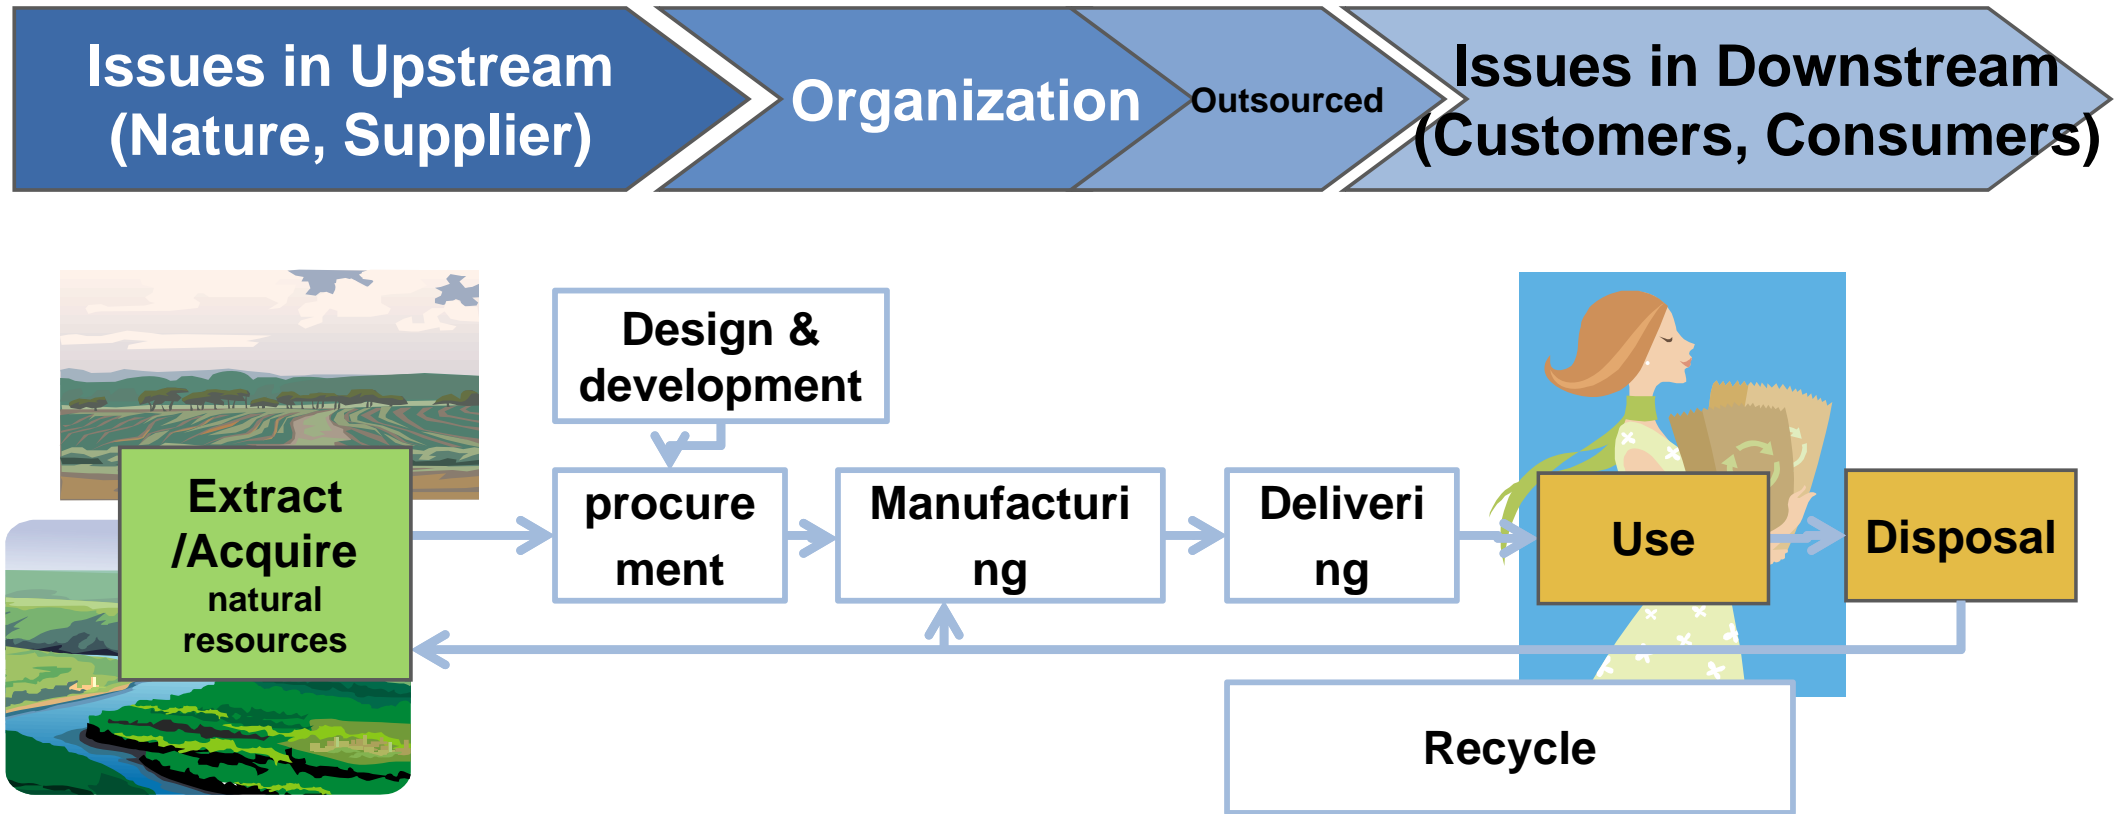 Issues in Upstream
(Nature, Supplier)
Organization
Outsourced
Issues in Downstream
(Customers, Consumers)
Design &
development
Extract
/Acquire
natural
resources
procure
ment
Manufacturi
ng
Deliveri
ng
Use
Disposal
Recycle